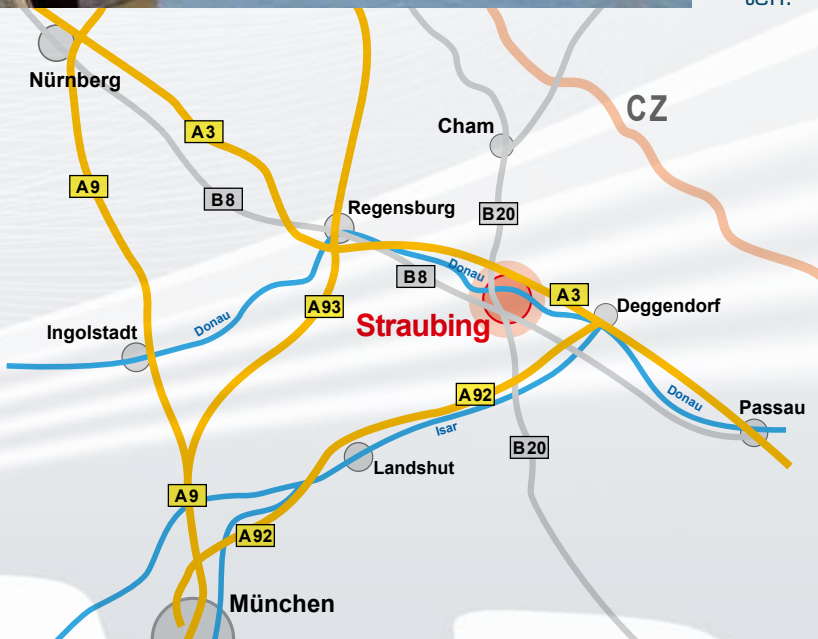 Nürnberg
CZ
A3
Cham
A9
B8
Regensburg
B20
Donau
B8
A3
Deggendorf
A93
Donau
Straubing
Ingolstadt
A92
Donau
Passau
Isar
B20
Landshut
A9
A92
München